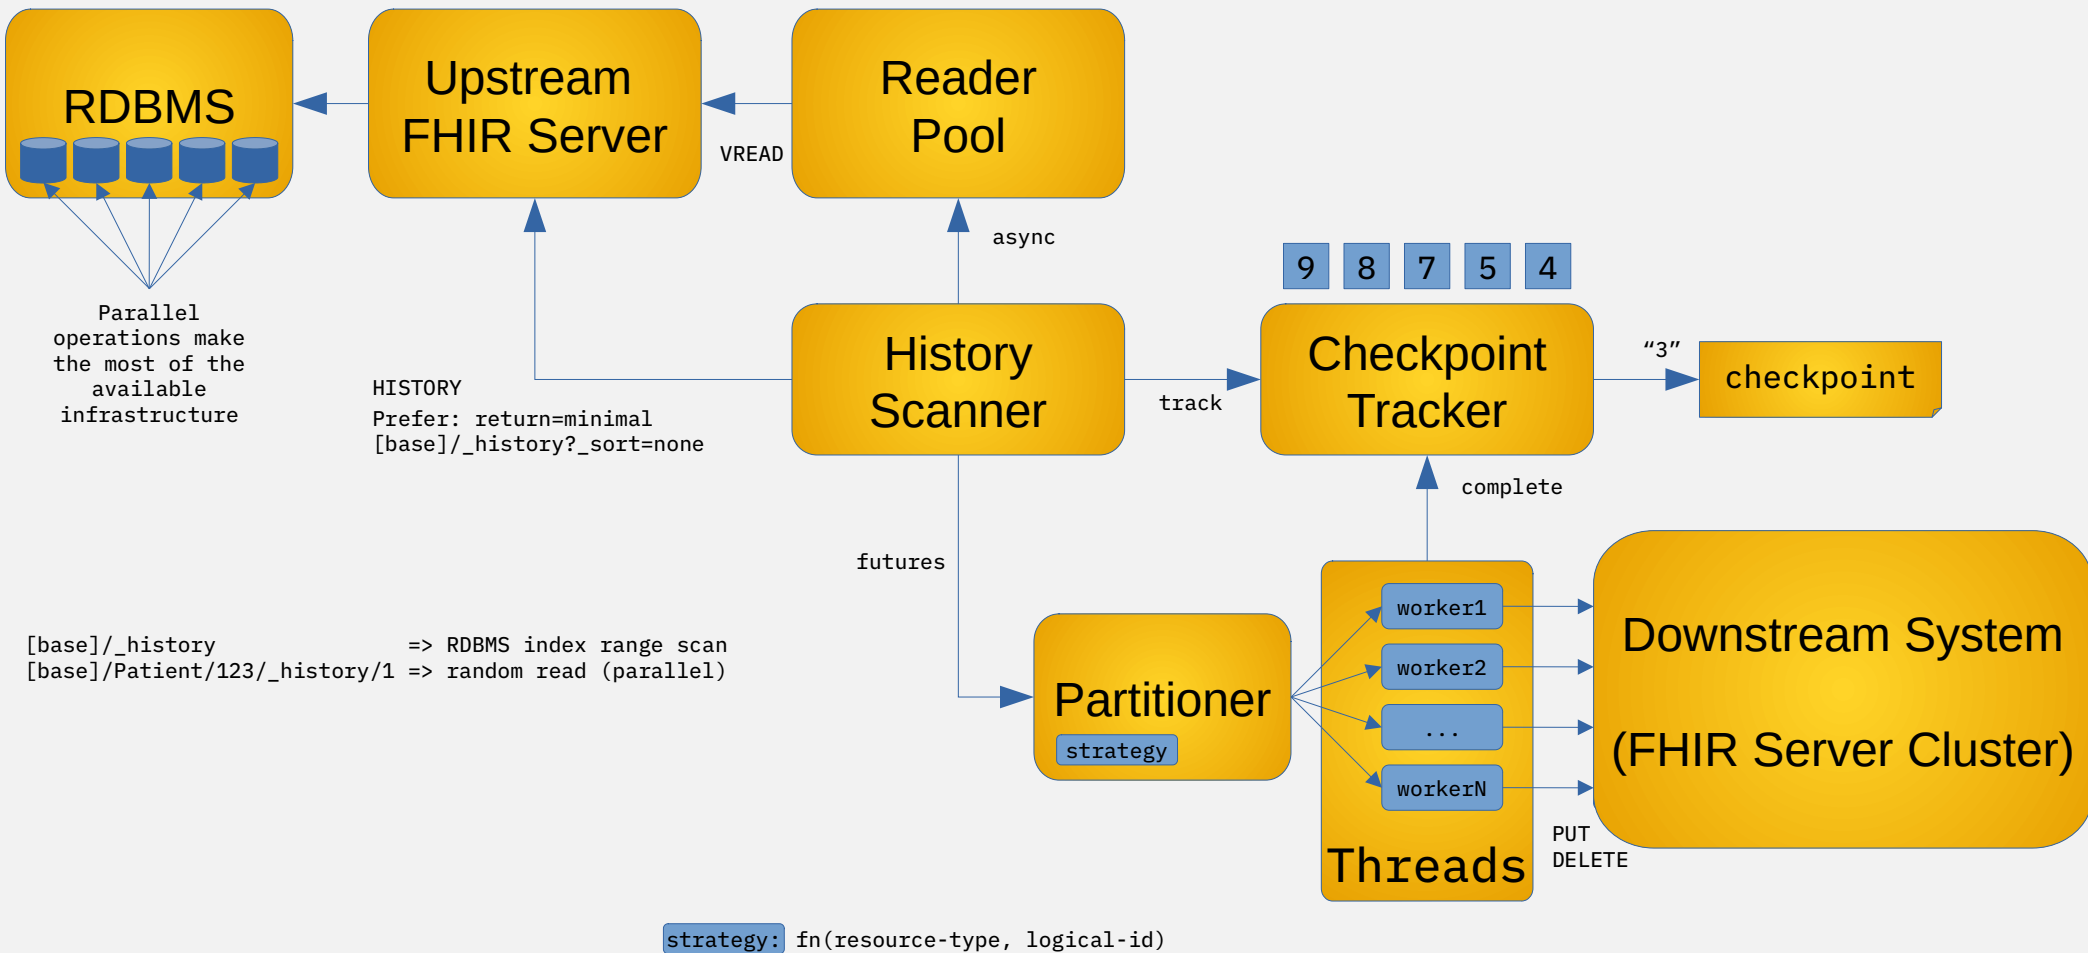 RDBMS
Upstream
FHIR Server
Reader
Pool
VREAD
async
9 8 7 5 4
Parallel
operations make
the most of the
available
infrastructure
HISTORY
Prefer: return=minimal
[base]/_history?_sort=none
History
Scanner
track
Checkpoint
Tracker
“3”
checkpoint
complete
futures
[base]/_history => RDBMS index range scan
[base]/Patient/123/_history/1 => random read (parallel)
Partitioner
strategy
worker1
worker2
...
workerN
Threads
PUT
DELETE
Downstream System
(FHIR Server Cluster)
strategy: fn(resource-type, logical-id)